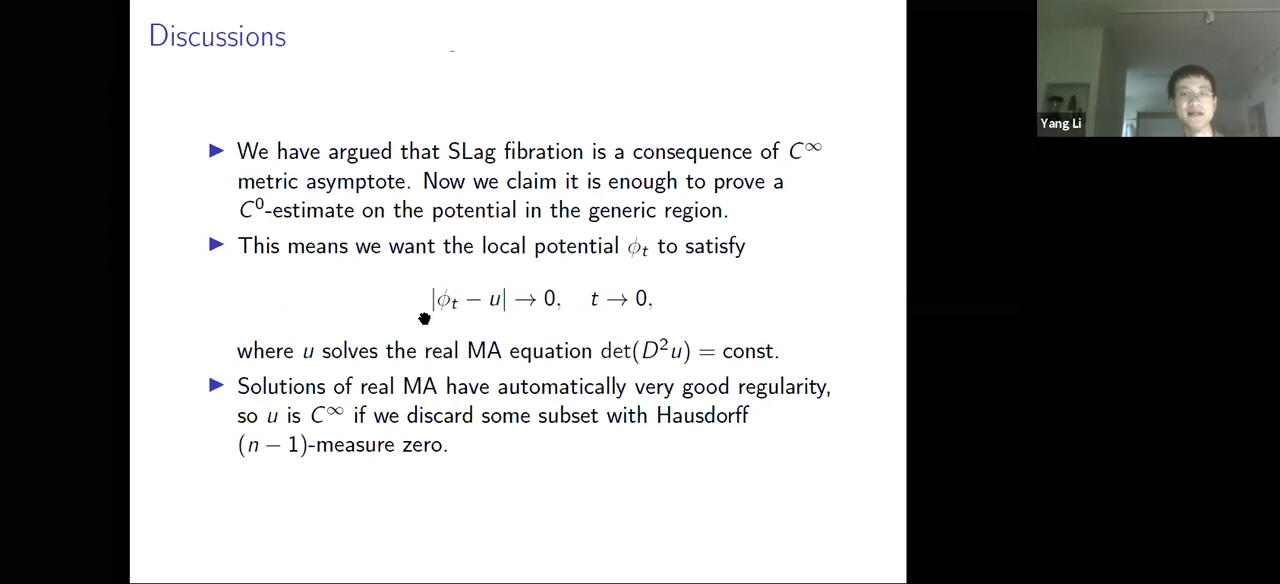 Discussions
▶ We have argued that SLag fibration is a consequence of C^∞
metric asymptote. Now we claim it is enough to prove a
C^0-estimate on the potential in the generic region.
▶ This means we want the local potential ϕ_t to satisfy
|ϕ_t − u| → 0, t → 0,
where u solves the real MA equation det(D^2u) = const.
▶ Solutions of real MA have automatically very good regularity,
so u is C^∞ if we discard some subset with Hausdorff
(n − 1)-measure zero.
Yang Li